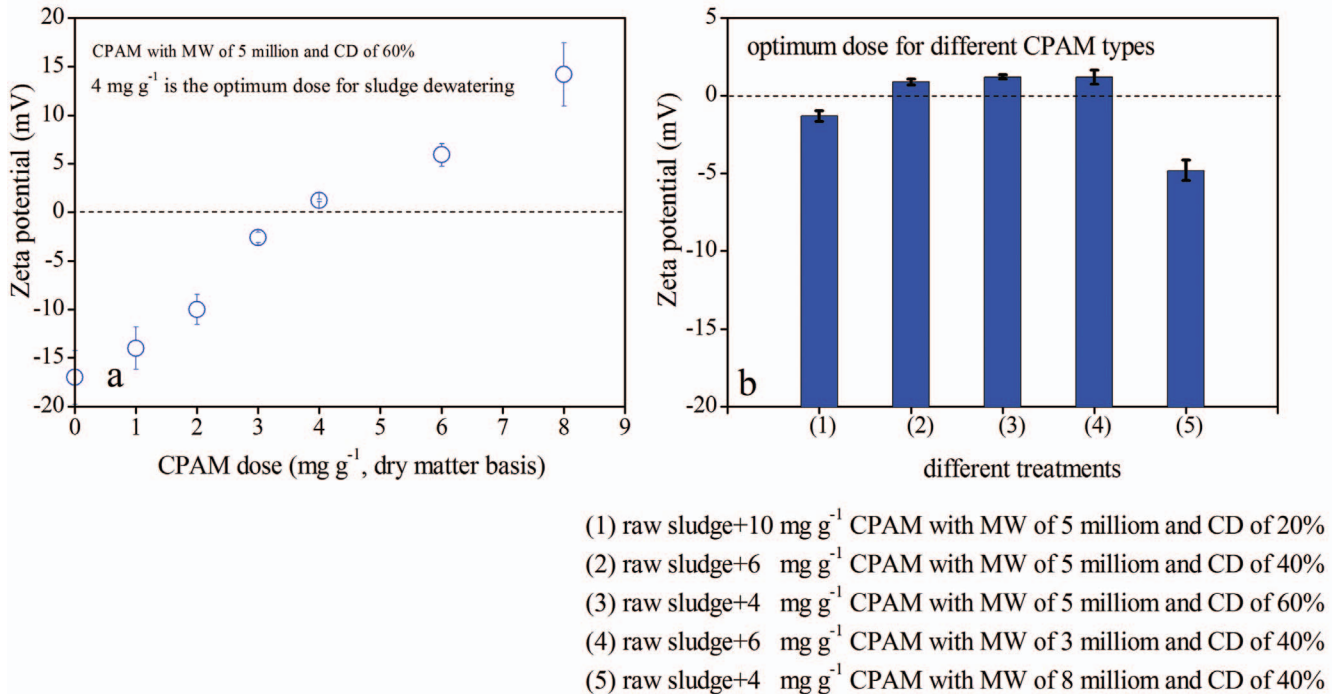 20
15
10
5
0
-5
-10
-15
-20
Zeta potential (mV)
CPAM with MW of 5 million and CD of 60%
4 mg g⁻¹ is the optimum dose for sludge dewatering
a
0 1 2 3 4 5 6 7 8 9
CPAM dose (mg g⁻¹, dry matter basis)
5
0
-5
-10
-15
-20
Zeta potential (mV)
optimum dose for different CPAM types
b
(1) (2) (3) (4) (5)
different treatments
(1) raw sludge+10 mg g⁻¹ CPAM with MW of 5 milliom and CD of 20%
(2) raw sludge+6 mg g⁻¹ CPAM with MW of 5 milliom and CD of 40%
(3) raw sludge+4 mg g⁻¹ CPAM with MW of 5 milliom and CD of 60%
(4) raw sludge+6 mg g⁻¹ CPAM with MW of 3 milliom and CD of 40%
(5) raw sludge+4 mg g⁻¹ CPAM with MW of 8 milliom and CD of 40%